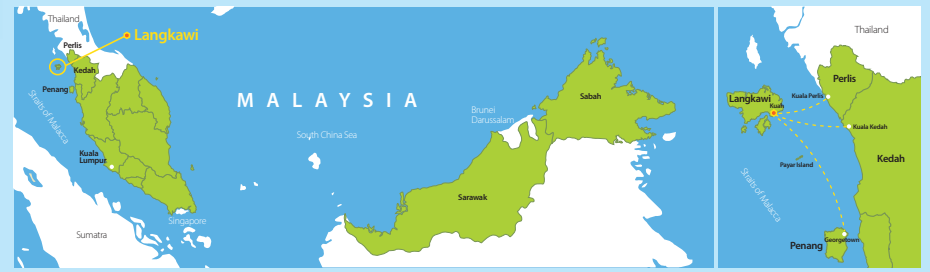 Thailand
Langkawi
Perlis
Kedah
Penang
Straits of Malacca
Kuala
Lumpur
Singapore
Sumatra
MALAYSIA
South China Sea
Brunei
Darussalam
Sabah
Sarawak
Thailand
Perlis
Langkawi
Kuala Perlis
Kuah
Kuala Kedah
Kedah
Payar Island
Straits of Malacca
Georgetown
Penang